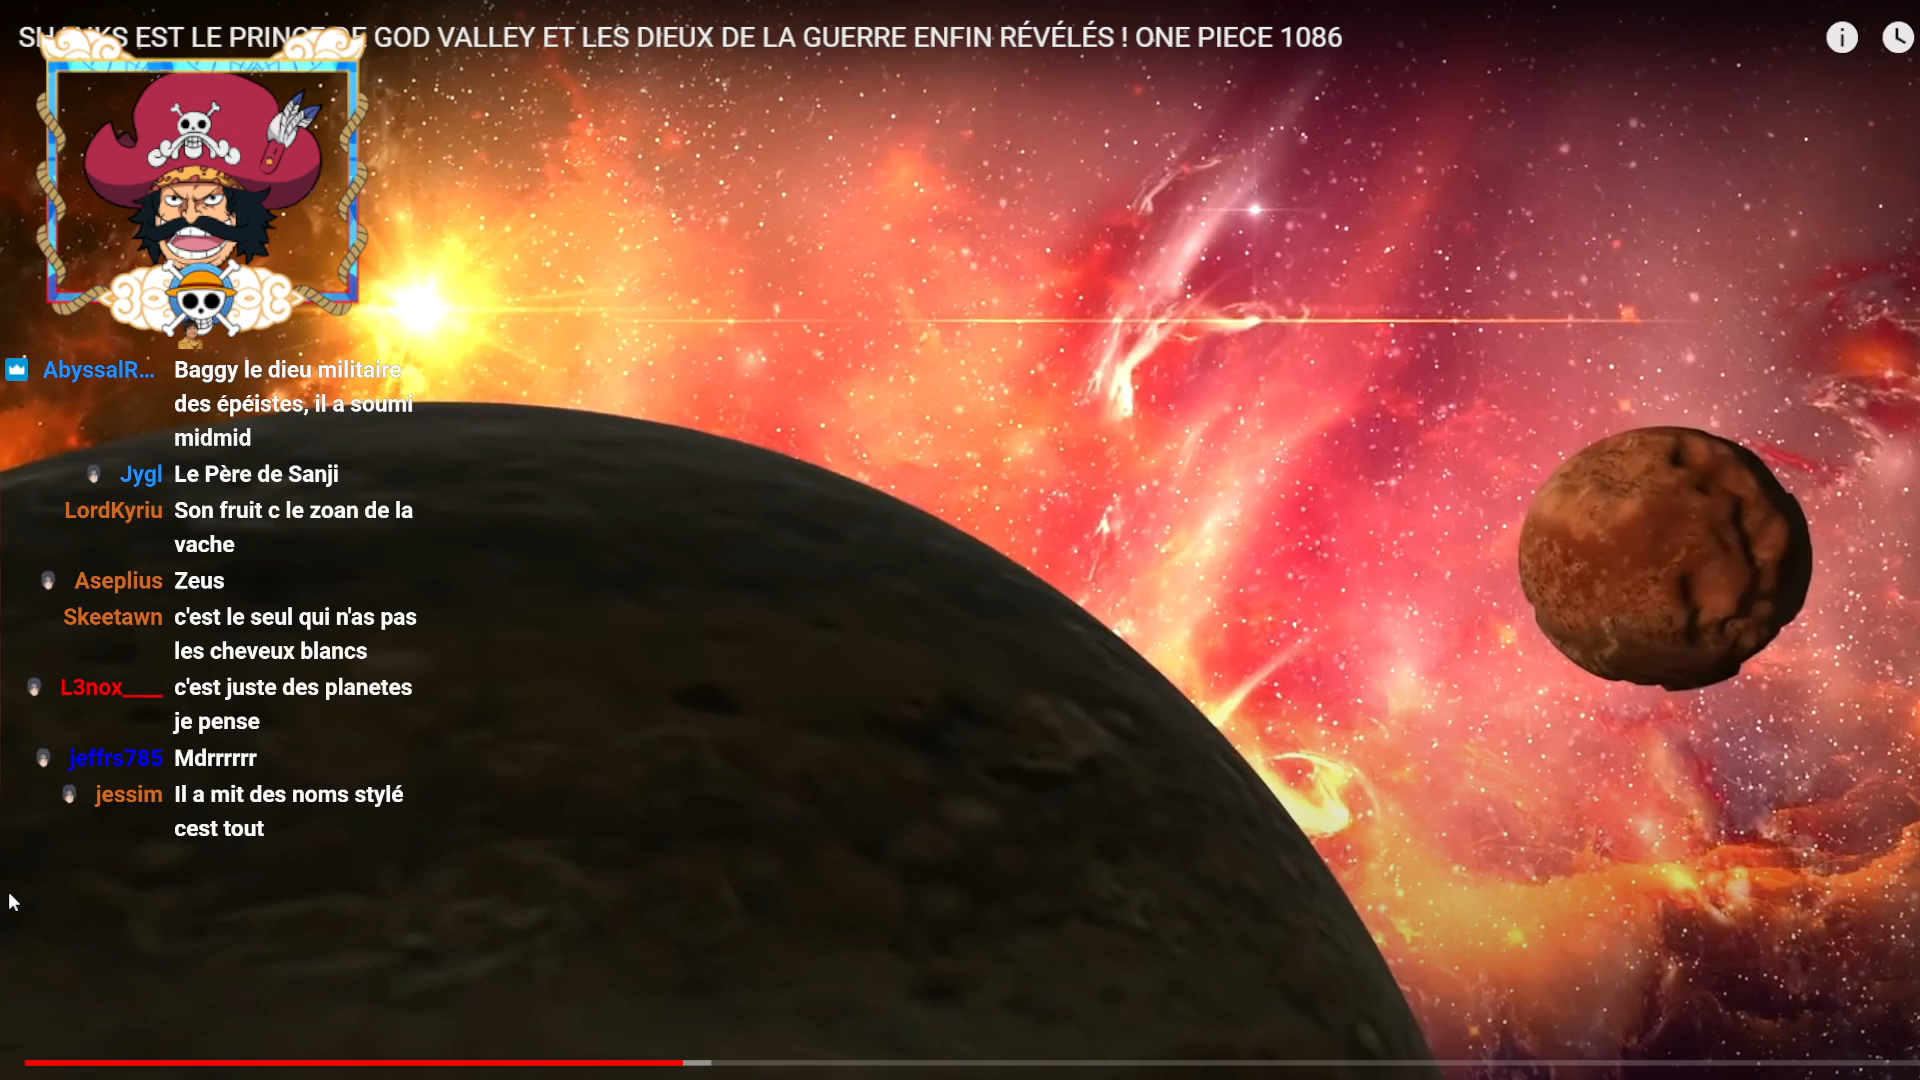 EST LE GOD VALLEY ET LES DIEUX DE LA GUERRE ENFIN RÉVÉLÉS ! ONE PIECE 1086
AbyssalR... Baggy le dieu militaire
des épéistes, il a soumi
midmid
Jygl Le Père de Sanji
LordKyriu Son fruit c le zoan de la
vache
Aseplius Zeus
Skeetawn c'est le seul qui n'as pas
les cheveux blancs
L3nox____ c'est juste des planetes
je pense
jeffrs785 Mdrrrrrr
jessim Il a mit des noms stylé
cest tout